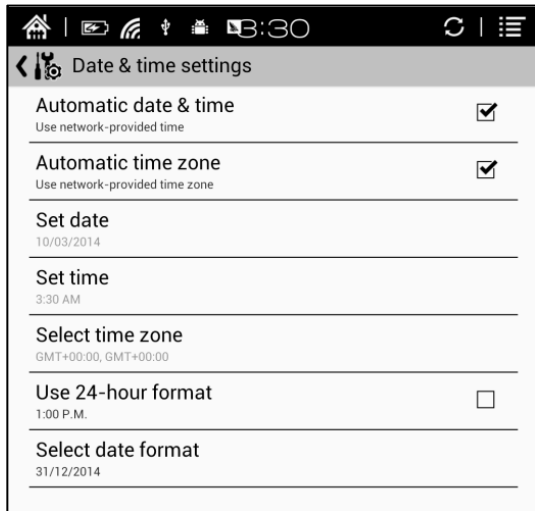 3:30
Date & time settings
Automatic date & time
Use network-provided time
Automatic time zone
Use network-provided time zone
Set date
10/03/2014
Set time
3:30 AM
Select time zone
GMT+00:00, GMT+00:00
Use 24-hour format
1:00 P.M.
Select date format
31/12/2014